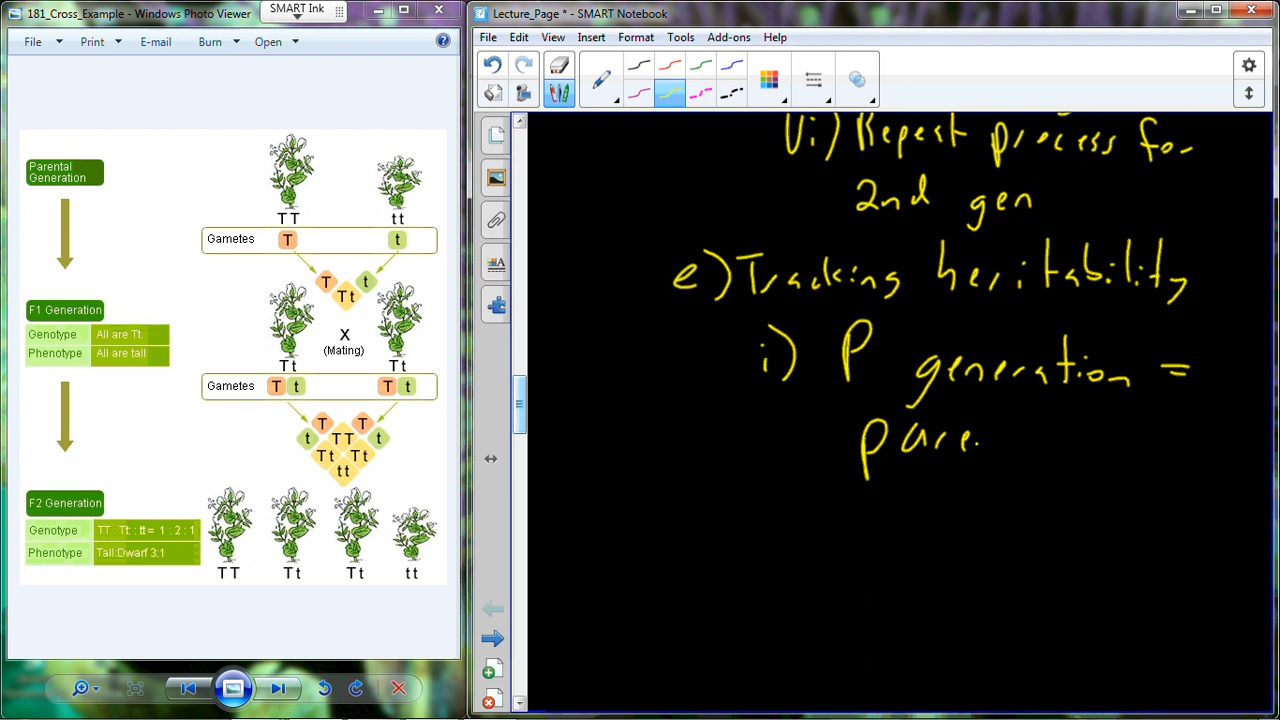 181_Cross_Example - Windows Photo Viewer
SMART Ink
File Print E-mail Burn Open
Parental
Generation
TT tt
Gametes T t
T t
Tt
F1 Generation
Genotype All are Tt
Phenotype All are tall
X
(Mating)
Tt Tt
Gametes T t T t
T T
t TT t
Tt Tt
tt
F2 Generation
Genotype TT : Tt : tt = 1 : 2 : 1
Phenotype Tall:Dwarf 3:1
TT Tt Tt tt
Lecture_Page * - SMART Notebook
File Edit View Insert Format Tools Add-ons Help
Vi) Repest process for
2nd gen
e) Tracking heritability
i) P generation =
pare.